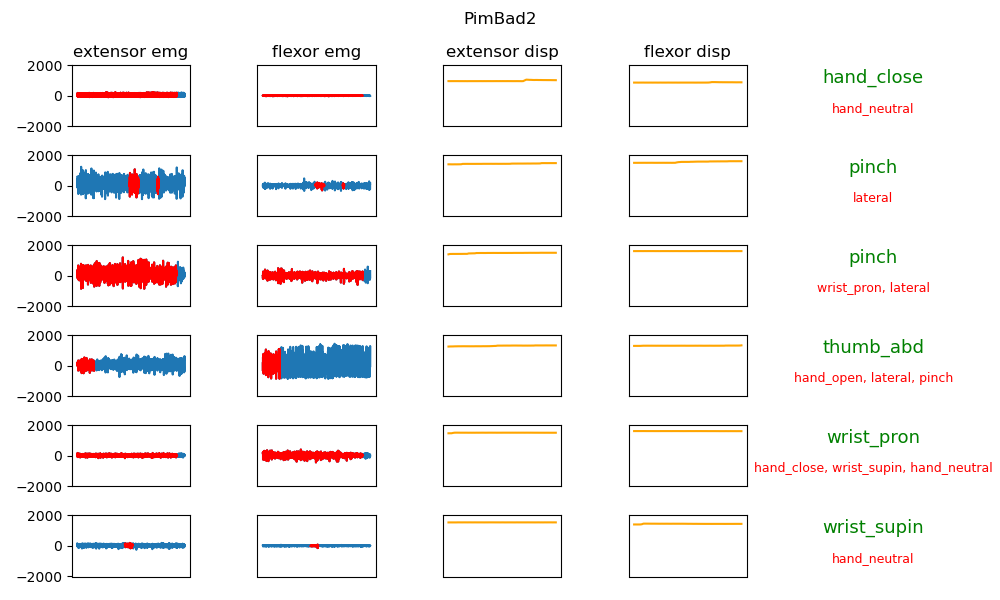 PimBad2
extensor emg flexor emg extensor disp flexor disp
2000
0
−2000
hand_close
hand_neutral
2000
0
−2000
pinch
lateral
2000
0
−2000
pinch
wrist_pron, lateral
2000
0
−2000
thumb_abd
hand_open, lateral, pinch
2000
0
−2000
wrist_pron
hand_close, wrist_supin, hand_neutral
2000
0
−2000
wrist_supin
hand_neutral